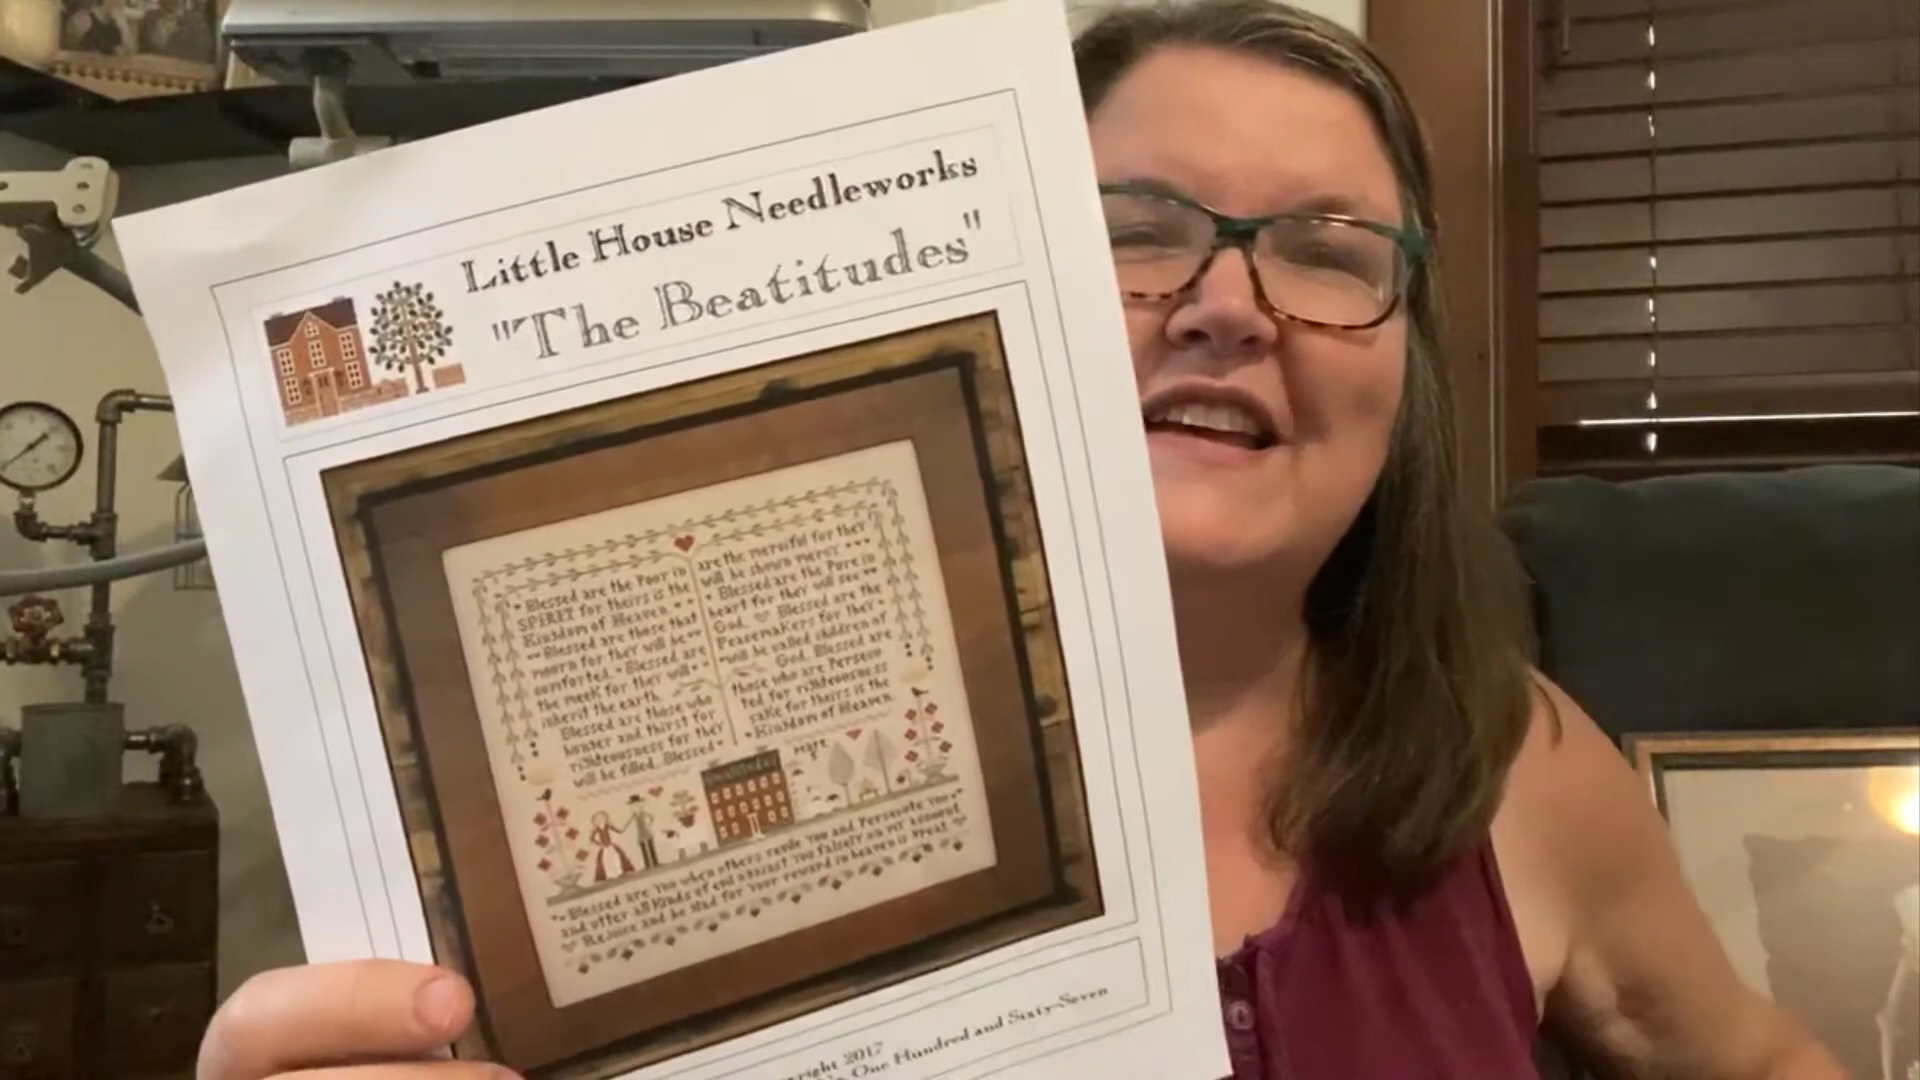 Little House Needleworks
"The Beatitudes"
Blessed are the Poor in
SPIRIT for theirs is the
Kingdom of Heaven
Blessed are those that
mourn for they will be
comforted. Blessed are
the meek for they will
inherit the earth.
Blessed are those who
hunger and thirst for
righteousness for they
will be filled. Blessed
are the merciful for they
will be shown mercy
Blessed are the Pure in
heart for they will see
God. Blessed are the
Peacemakers for they
will be called children of
God. Blessed are
those who are Persecu
ted for righteousness
sake for theirs is the
Kingdom of Heaven.
Beatitudes
Matt.
Blessed are You when others revile You and Persecute You
and utter all Kinds of evil against You falsely on my account
Rejoice and be glad for Your reward in heaven is great
right 2017
One Hundred and Sixty-Seven